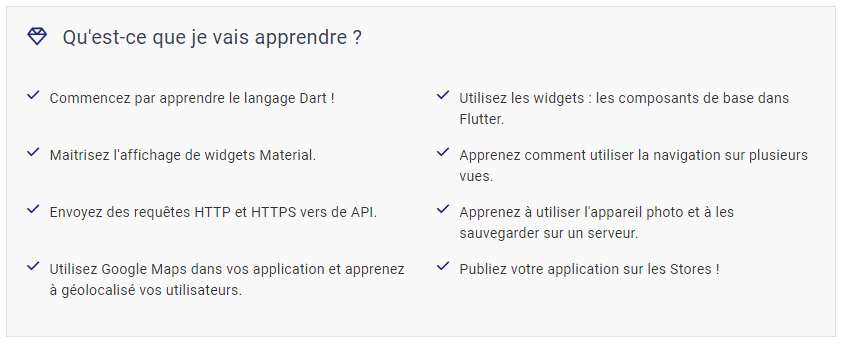 Qu'est-ce que je vais apprendre ?
Commencez par apprendre le langage Dart !
Utilisez les widgets : les composants de base dans
Flutter.
Maitrisez l'affichage de widgets Material.
Apprenez comment utiliser la navigation sur plusieurs
vues.
Envoyez des requêtes HTTP et HTTPS vers de API.
Apprenez à utiliser l'appareil photo et à les
sauvegarder sur un serveur.
Utilisez Google Maps dans vos application et apprenez
à géolocalisé vos utilisateurs.
Publiez votre application sur les Stores !